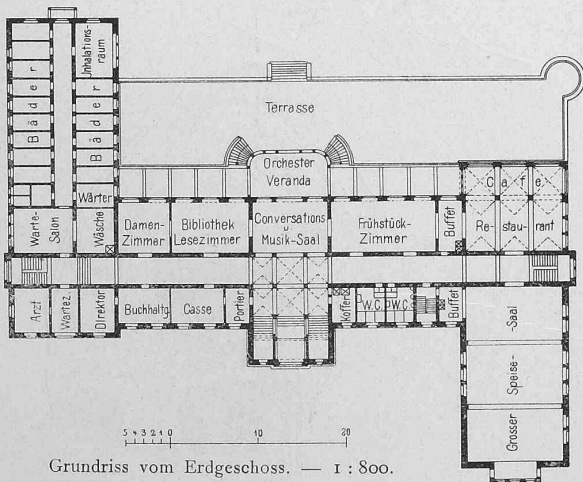 Inhalations-
raum
Bäder
Bäder
Terrasse
Orchester
Veranda
Café
Wärter
Warte-
Salon
Wäsche
Damen-
Zimmer
Bibliothek
Lesezimmer
Conversations
u.
Musik-Saal
Frühstück-
Zimmer
Buffet
Re-
stau-
rant
Arzt
Wartez.
Direktor
Buchhaltg.
Casse
Portier
Koffer
W.C.
W.C.
Buffet
Grosser
Speise-
-Saal
5 4 3 2 1 0 10 20
Grundriss vom Erdgeschoss. — 1 : 800.